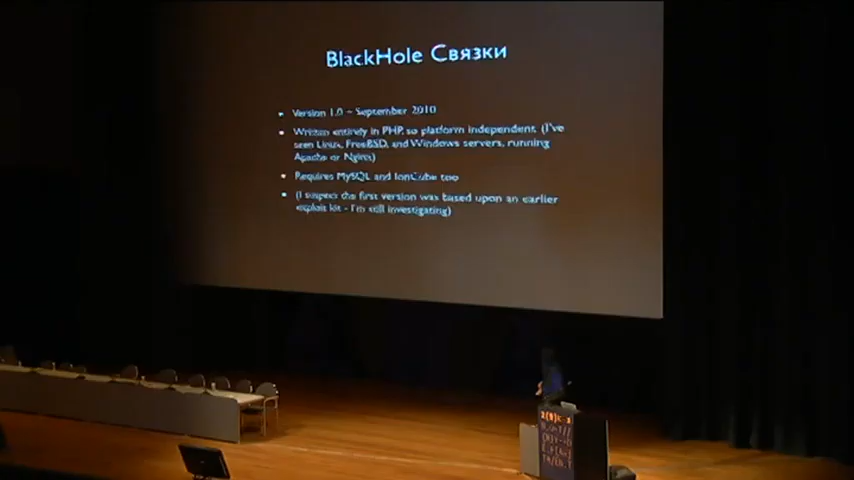 BlackHole Связки
Version 1.0 – September 2010
Written entirely in PHP, so platform independent. (I've
seen Linux, FreeBSD, and Windows servers, running
Apache or Nginx)
Requires MySQL and IonCube too
(I suspect the first version was based upon an earlier
exploit kit - I'm still investigating)